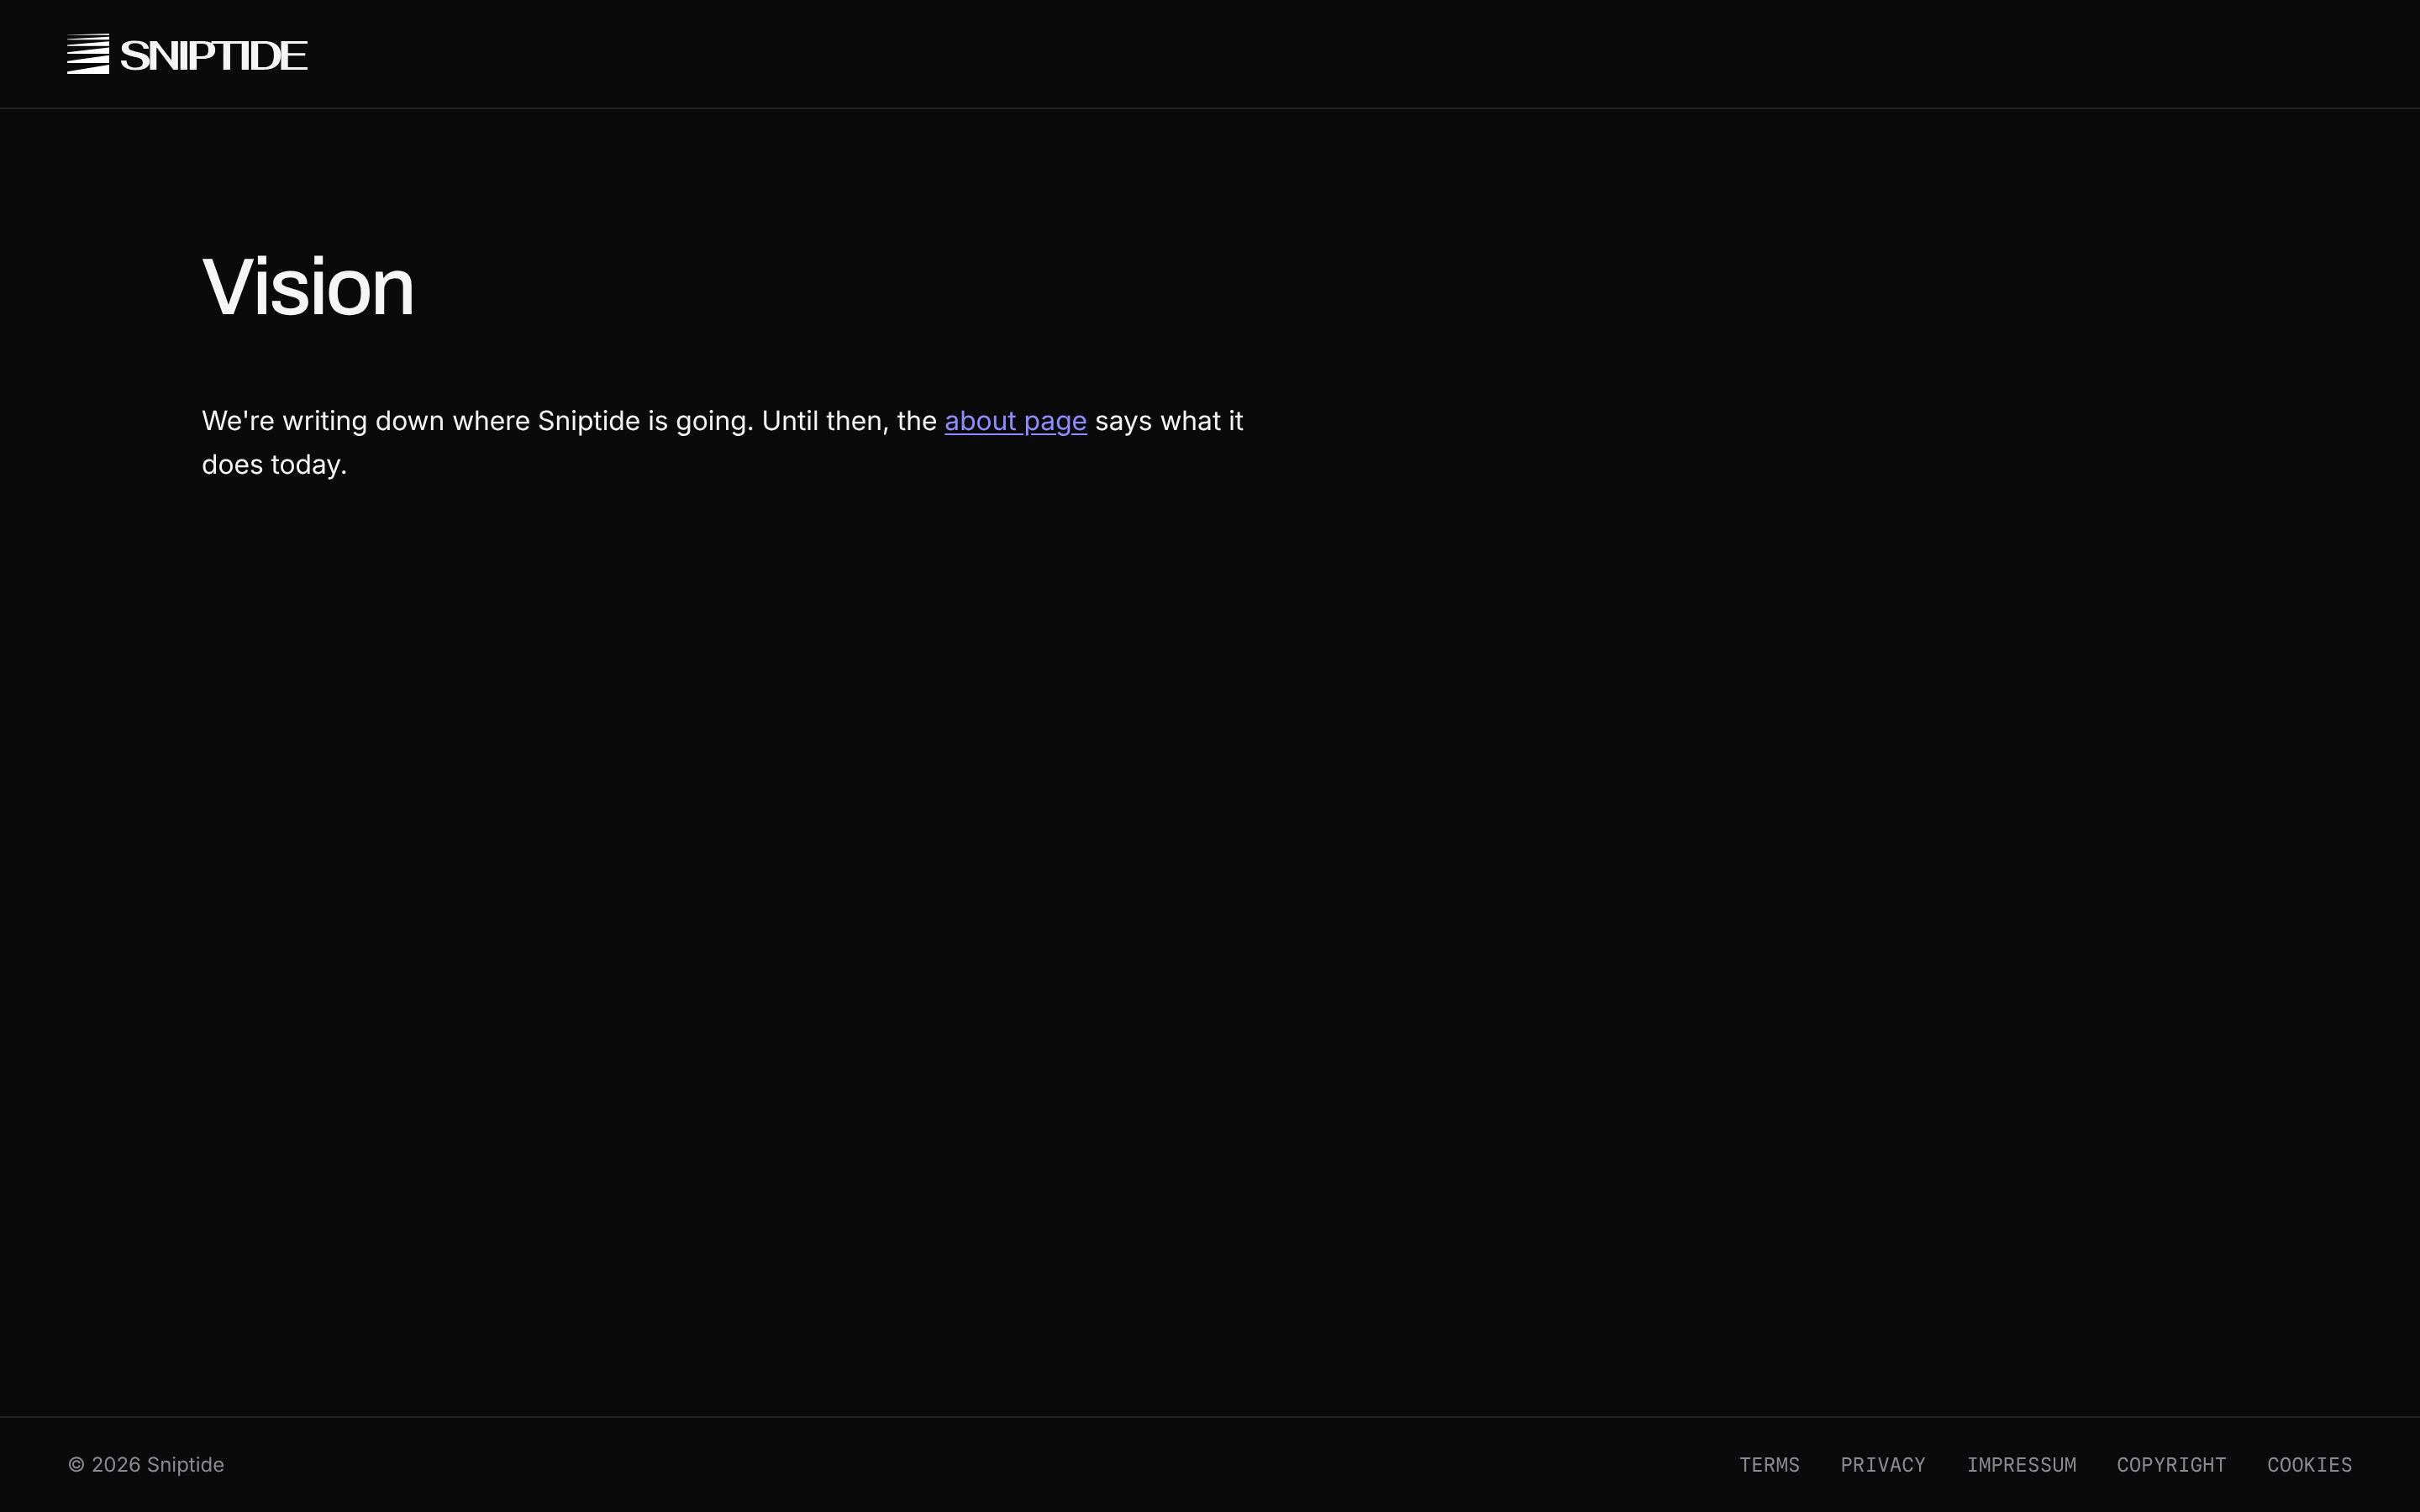 SNIPTIDE
Vision
We're writing down where Sniptide is going. Until then, the about page says what it
does today.
© 2026 Sniptide
TERMS PRIVACY IMPRESSUM COPYRIGHT COOKIES